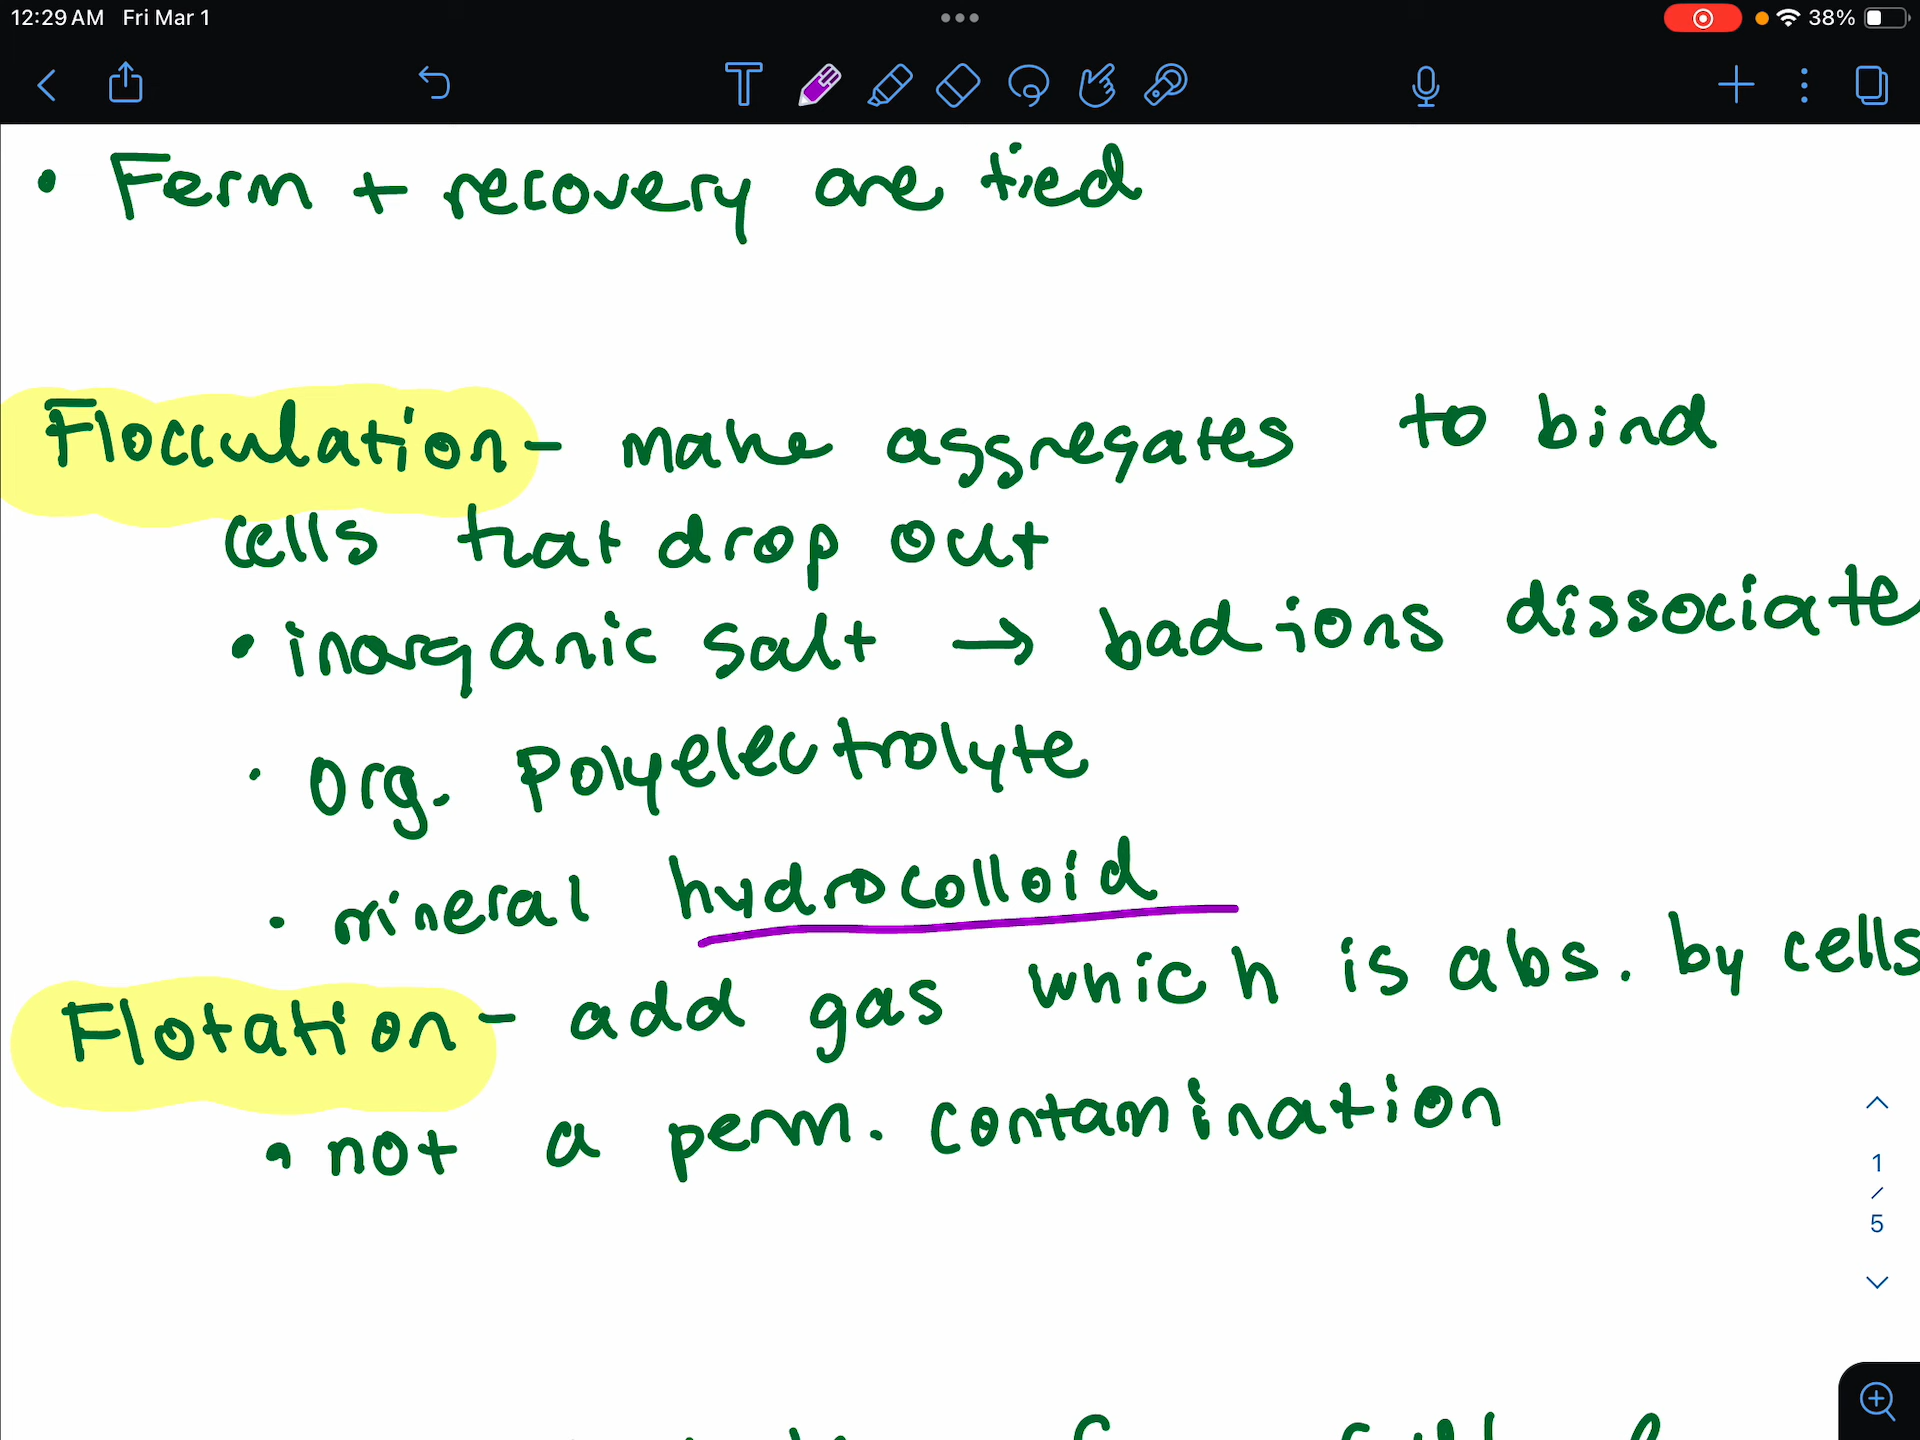 12:29 AM Fri Mar 1
38%
• Ferm + recovery are tied
Flocculation - make aggregates to bind
cells that drop out
• inorganic salt → bad ions dissociate
• Org. Polyelectrolyte
• mineral hydrocolloid
Flotation - add gas which is abs. by cells
• not a perm. contamination
1
/
5